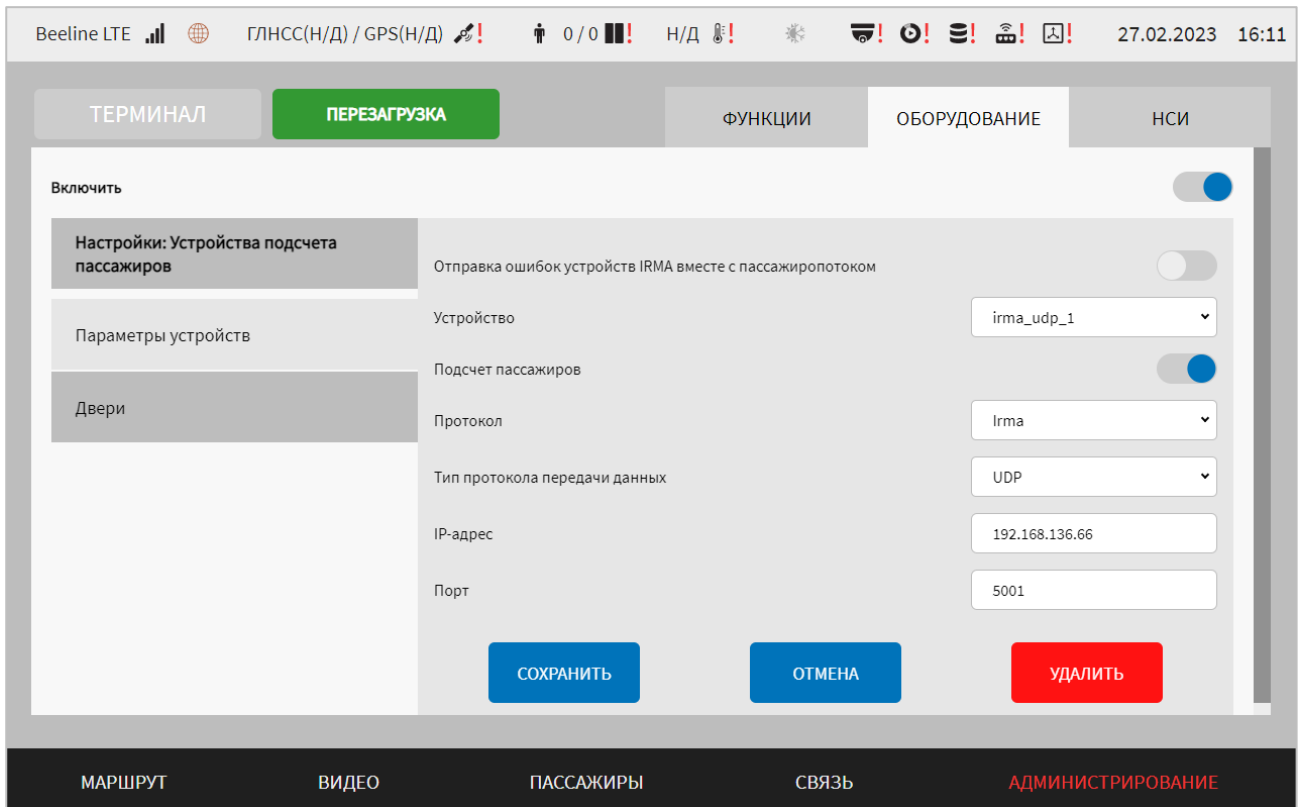 Beeline LTE ГЛНСС(Н/Д) / GPS(Н/Д) ! 0 / 0 ! Н/Д ! ! ! ! ! ! 27.02.2023 16:11
ТЕРМИНАЛ ПЕРЕЗАГРУЗКА ФУНКЦИИ ОБОРУДОВАНИЕ НСИ
Включить
Настройки: Устройства подсчета
пассажиров
Параметры устройств
Двери
Отправка ошибок устройств IRMA вместе с пассажиропотоком
Устройство irma_udp_1
Подсчет пассажиров
Протокол Irma
Тип протокола передачи данных UDP
IP-адрес 192.168.136.66
Порт 5001
СОХРАНИТЬ ОТМЕНА УДАЛИТЬ
МАРШРУТ ВИДЕО ПАССАЖИРЫ СВЯЗЬ АДМИНИСТРИРОВАНИЕ